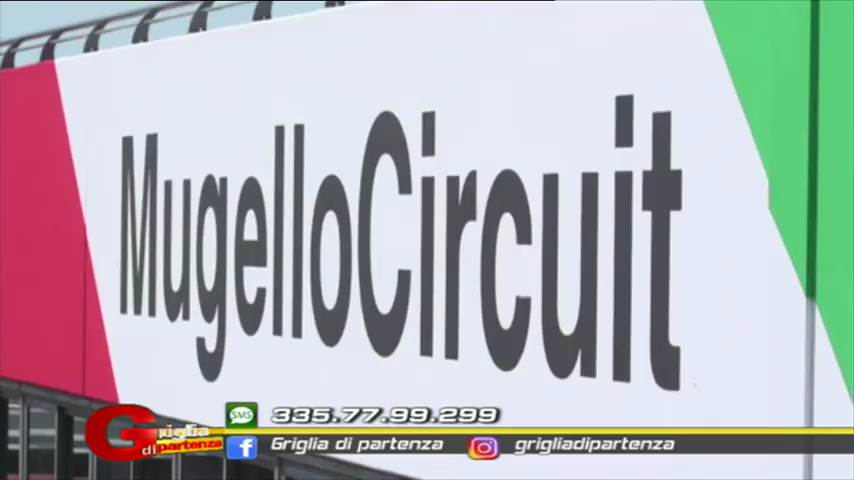 MugelloCircuit
SMS 335.77.99.299
Griglia di partenza
f Griglia di partenza grigliadipartenza